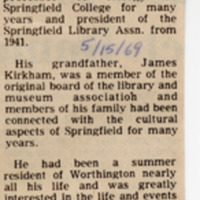 Springfield College for many
years and president of the
Springfield Library Assn. from
1941.
5/15/69
His grandfather, James
Kirkham, was a member of the
original board of the library and
museum association and
members of his family had been
connected with the cultural
aspects of Springfield for many
years.
He had been a summer
resident of Worthington nearly
all his life and was greatly
interested in the life and events